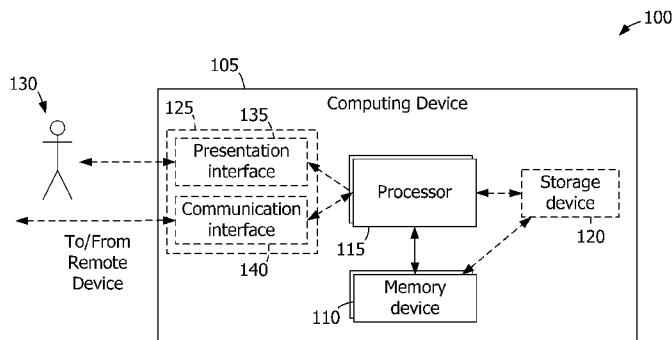 100
130
105
Computing Device
125
135
Presentation
interface
Communication
interface
140
To/From
Remote
Device
Processor
115
Storage
device
120
Memory
device
110